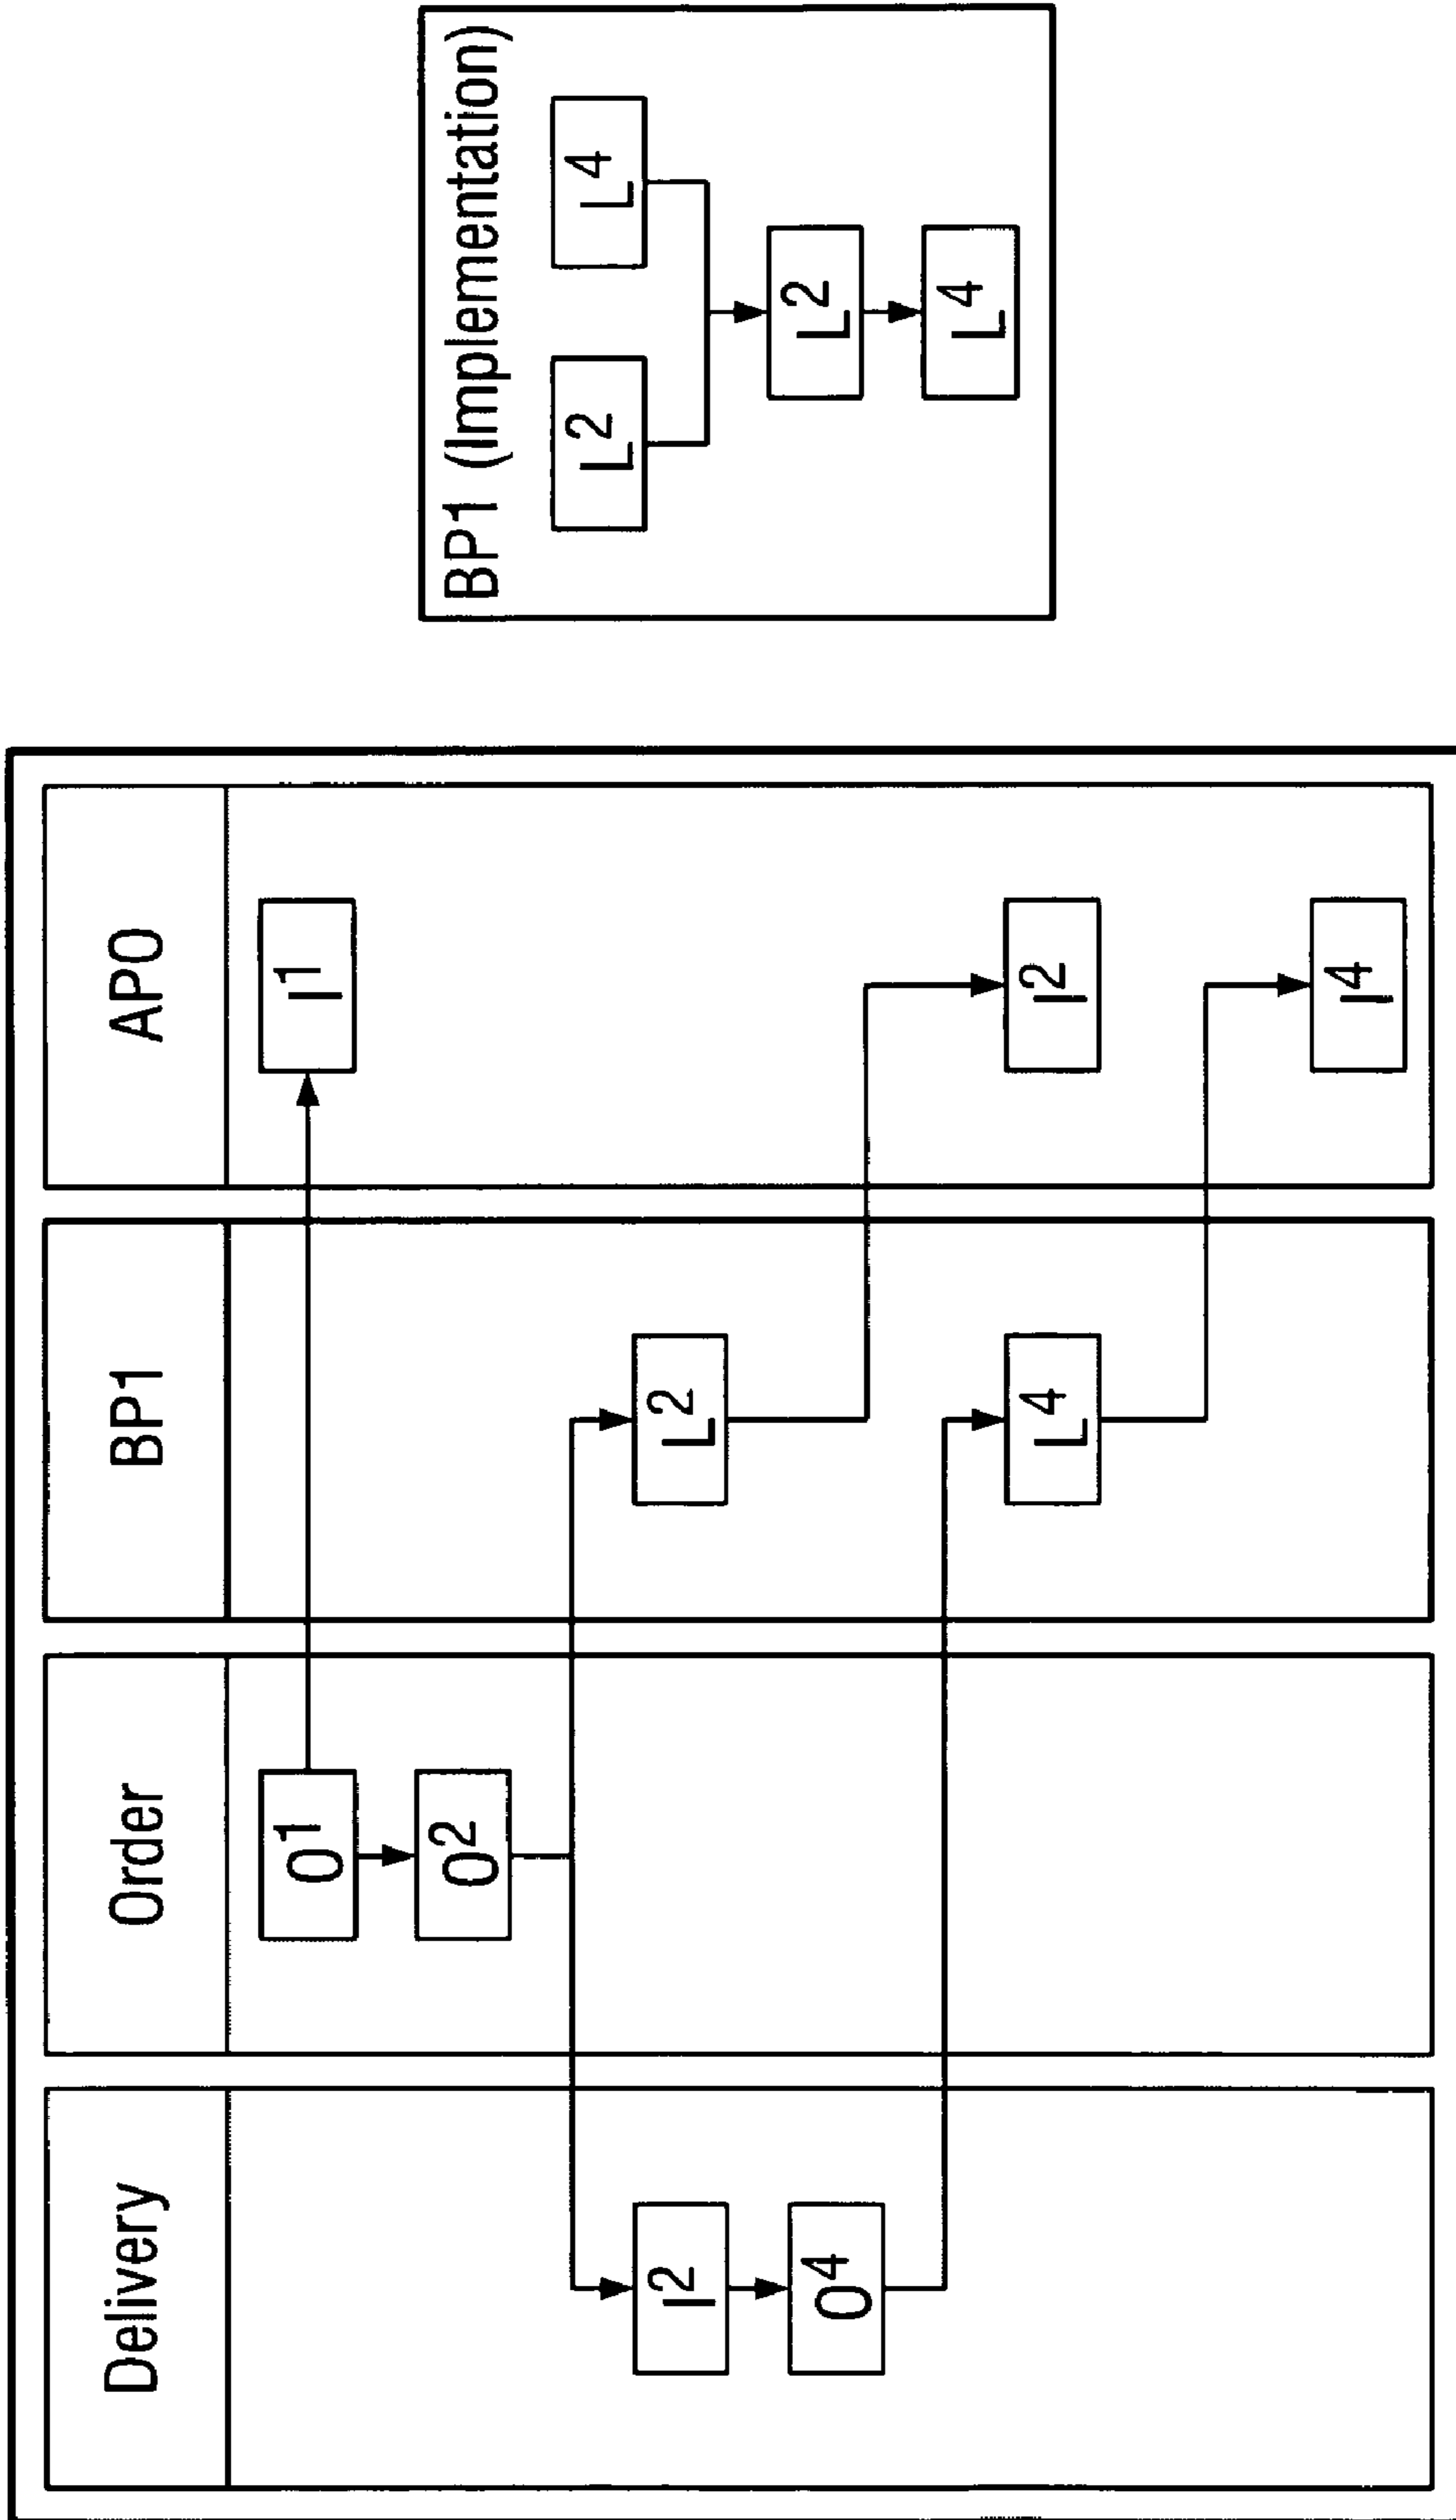 Delivery Order BP1 APO
O¹ I¹
O²
I² L²
O⁴
L⁴ I²
I⁴
BP1 (Implementation)
L² L⁴
L²
L⁴